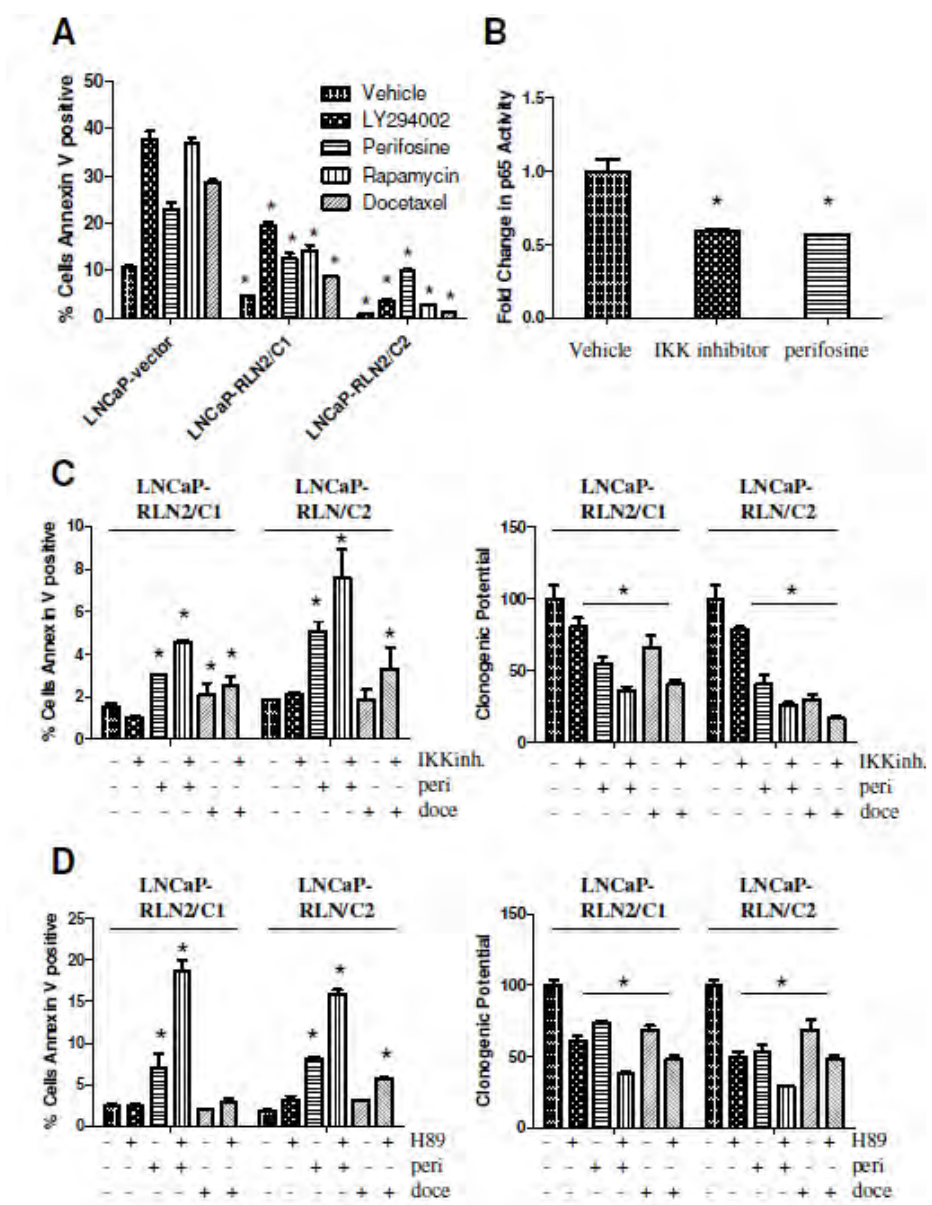 A
% Cells Annexin V positive
50
40
30
20
10
0
Vehicle
LY294002
Perifosine
Rapamycin
Docetaxel
*
*
*
*
*
*
*
*
*
*
LNCaP-vector
LNCaP-RLN2/C1
LNCaP-RLN2/C2
B
Fold Change in p65 Activity
1.5
1.0
0.5
0.0
*
*
Vehicle IKK inhibitor perifosine
C
LNCaP-
RLN2/C1
LNCaP-
RLN/C2
% Cells Annexin V positive
10
8
6
4
2
0
*
*
*
*
*
*
*
- + - + - + - + - + - + IKKinh.
- - + + - - - - + + - - peri
- - - - + + - - - - + + doce
LNCaP-
RLN2/C1
LNCaP-
RLN/C2
Clonogenic Potential
150
100
50
0
*
*
- + - + - + - + - + - + IKKinh.
- - + + - - - - + + - - peri
- - - - + + - - - - + + doce
D
LNCaP-
RLN2/C1
LNCaP-
RLN/C2
% Cells Annexin V positive
25
20
15
10
5
0
*
*
*
*
*
- + - + - + - + - + - + H89
- - + + - - - - + + - - peri
- - - - + + - - - - + + doce
LNCaP-
RLN2/C1
LNCaP-
RLN/C2
Clonogenic Potential
150
100
50
0
*
*
- + - + - + - + - + - + H89
- - + + - - - - + + - - peri
- - - - + + - - - - + + doce